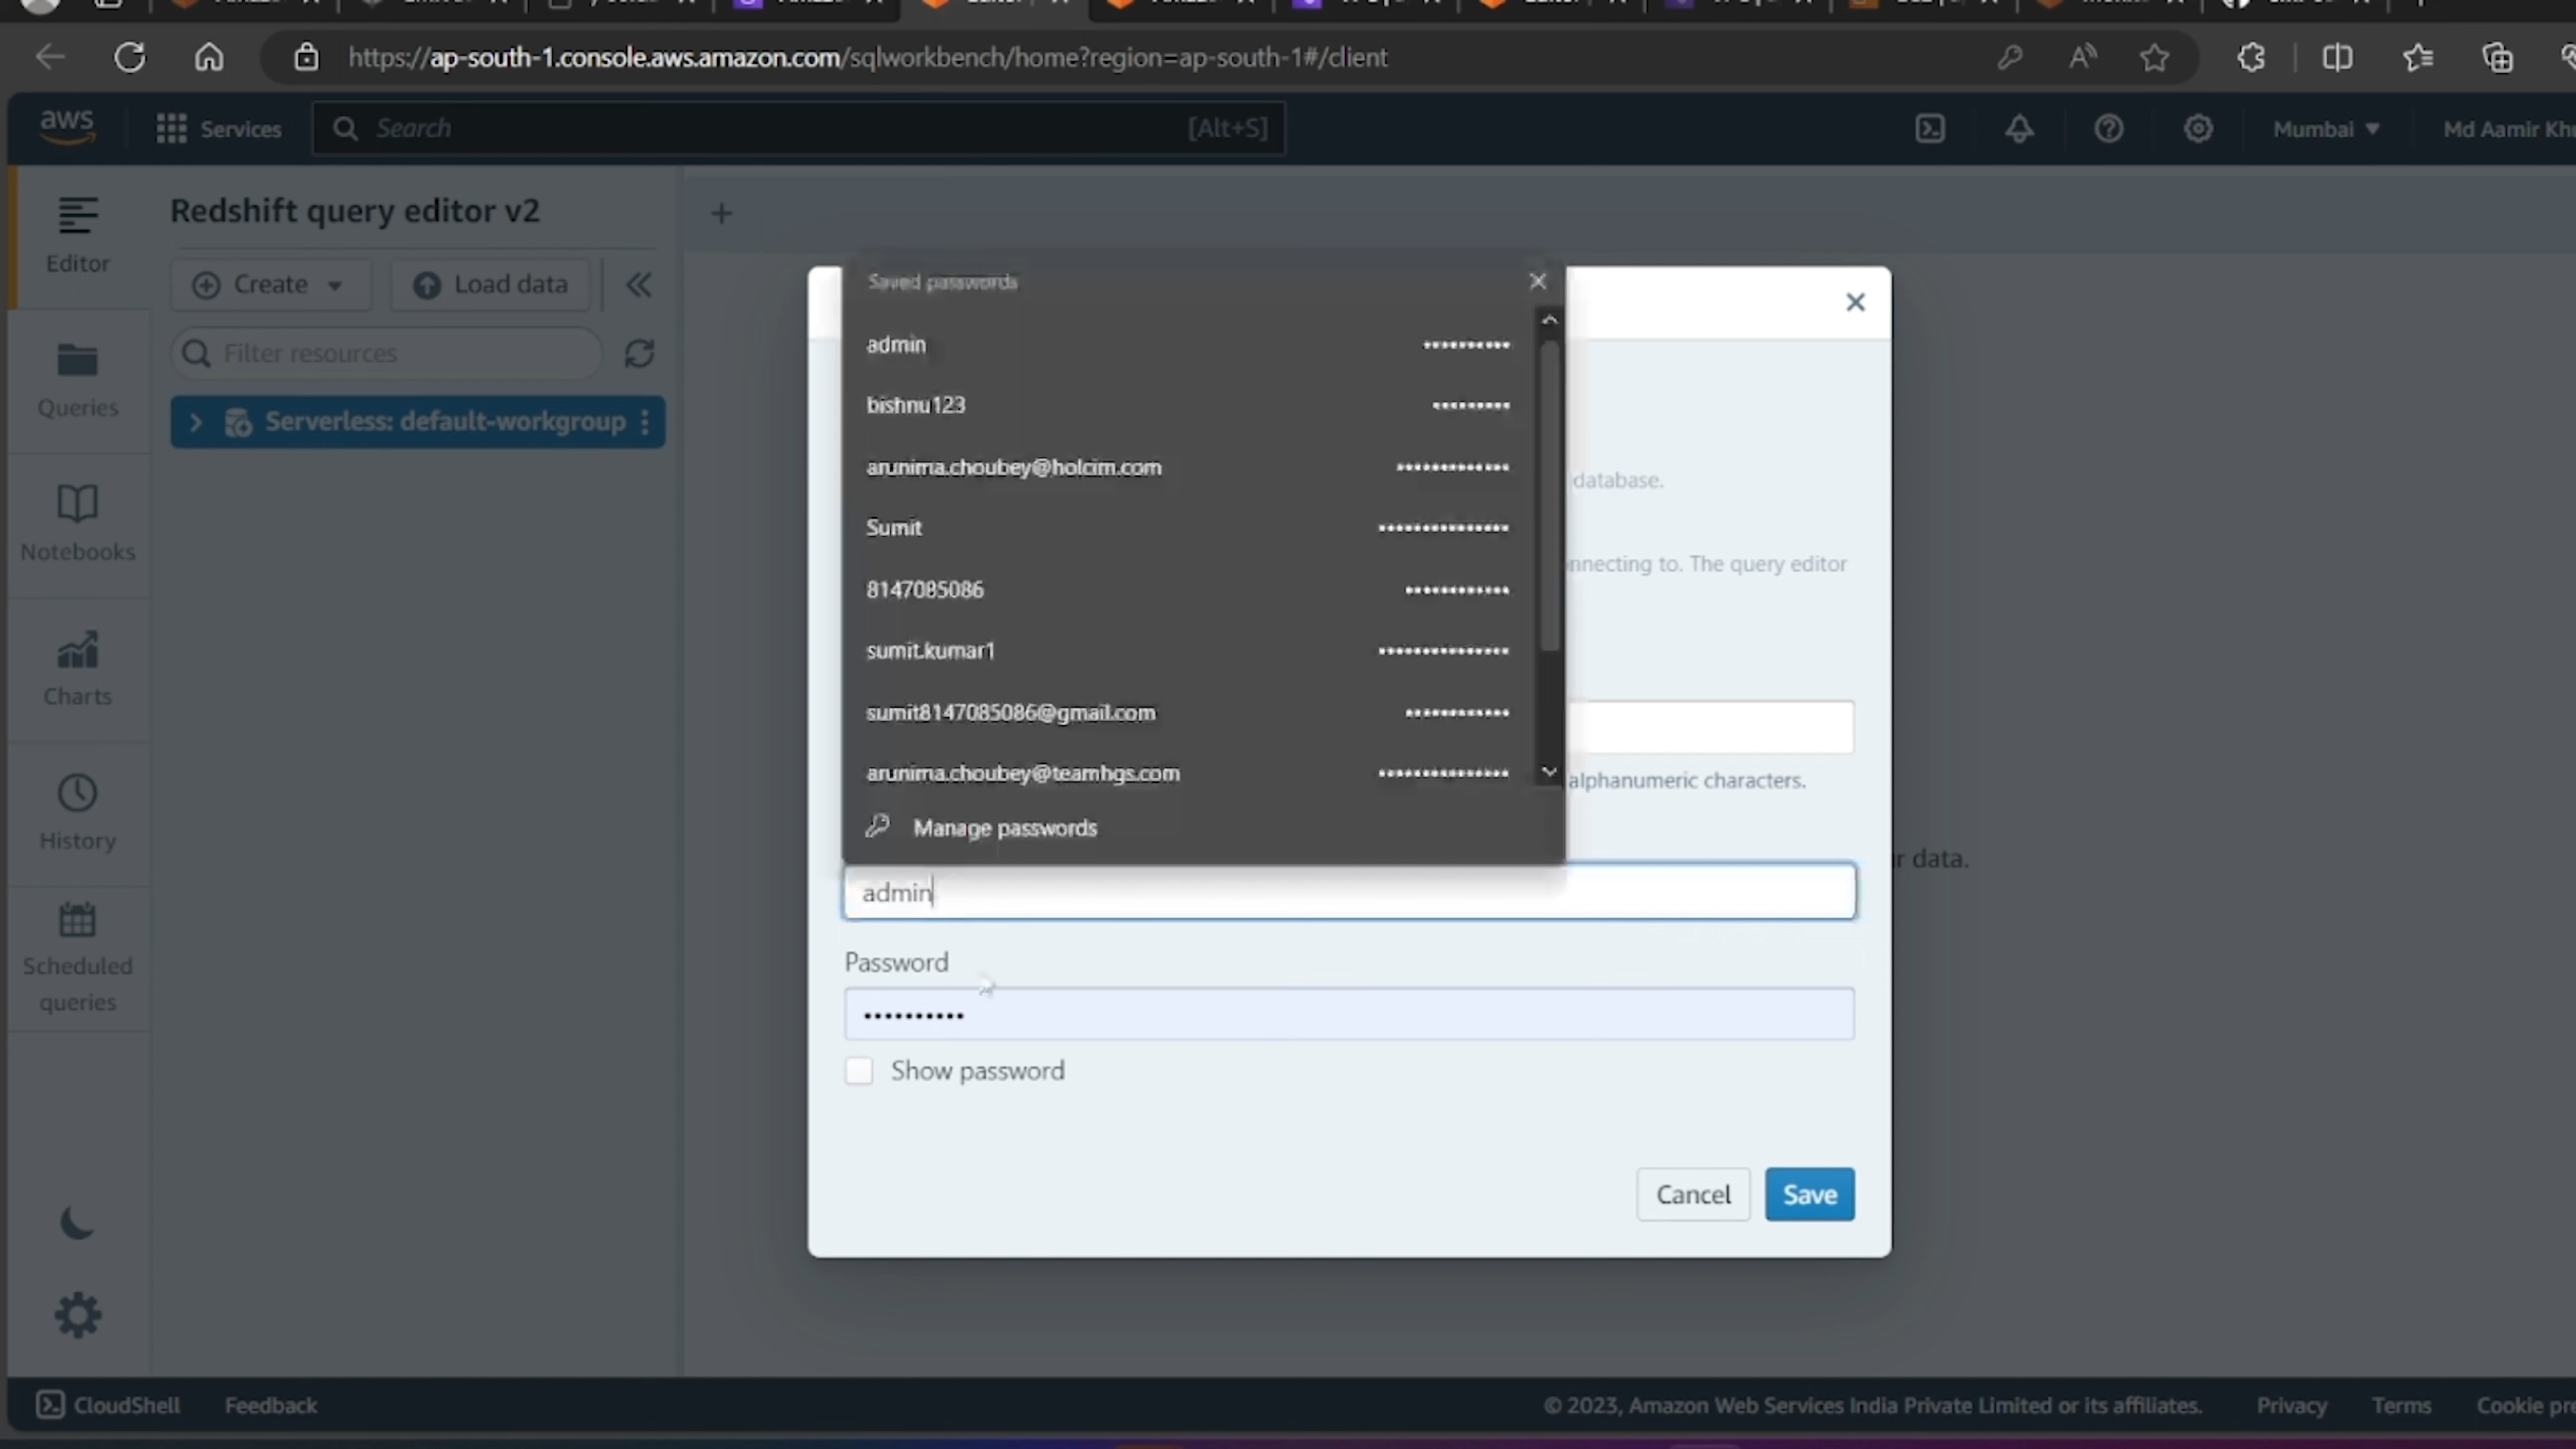 https://ap-south-1.console.aws.amazon.com/sqlworkbench/home?region=ap-south-1#/client
aws
Services
Search
[Alt+S]
Mumbai
Md Aamir
Redshift query editor v2
Editor
Create
Load data
Filter resources
Serverless: default-workgroup
Queries
Notebooks
Charts
History
Scheduled
queries
Saved passwords
admin
••••••••••
bishnu123
•••••••••
arunima.choubey@holcim.com
•••••••••••••
Sumit
•••••••••••••••
8147085086
••••••••••••
sumit.kumar1
•••••••••••••••
sumit8147085086@gmail.com
••••••••••••
arunima.choubey@teamhgs.com
•••••••••••••••
Manage passwords
database.
The query editor
alphanumeric characters.
data.
admin
Password
••••••••••
Show password
Cancel
Save
CloudShell
Feedback
© 2023, Amazon Web Services India Private Limited or its affiliates.
Privacy
Terms
Cookie